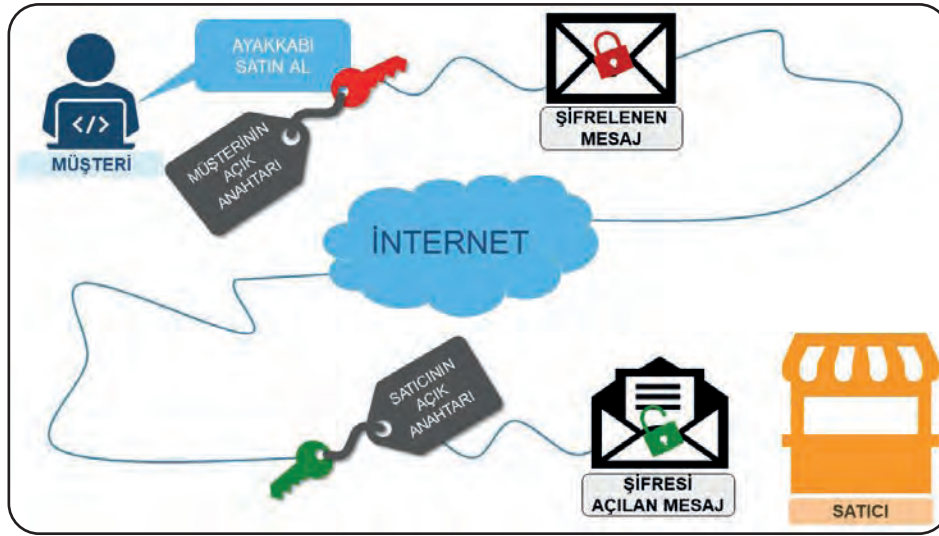 AYAKKABI
SATIN AL
</>
MÜŞTERİ
MÜŞTERİNİN
AÇIK
ANAHTARI
ŞİFRELENEN
MESAJ
İNTERNET
SATICININ
AÇIK
ANAHTARI
ŞİFRESİ
AÇILAN MESAJ
SATICI